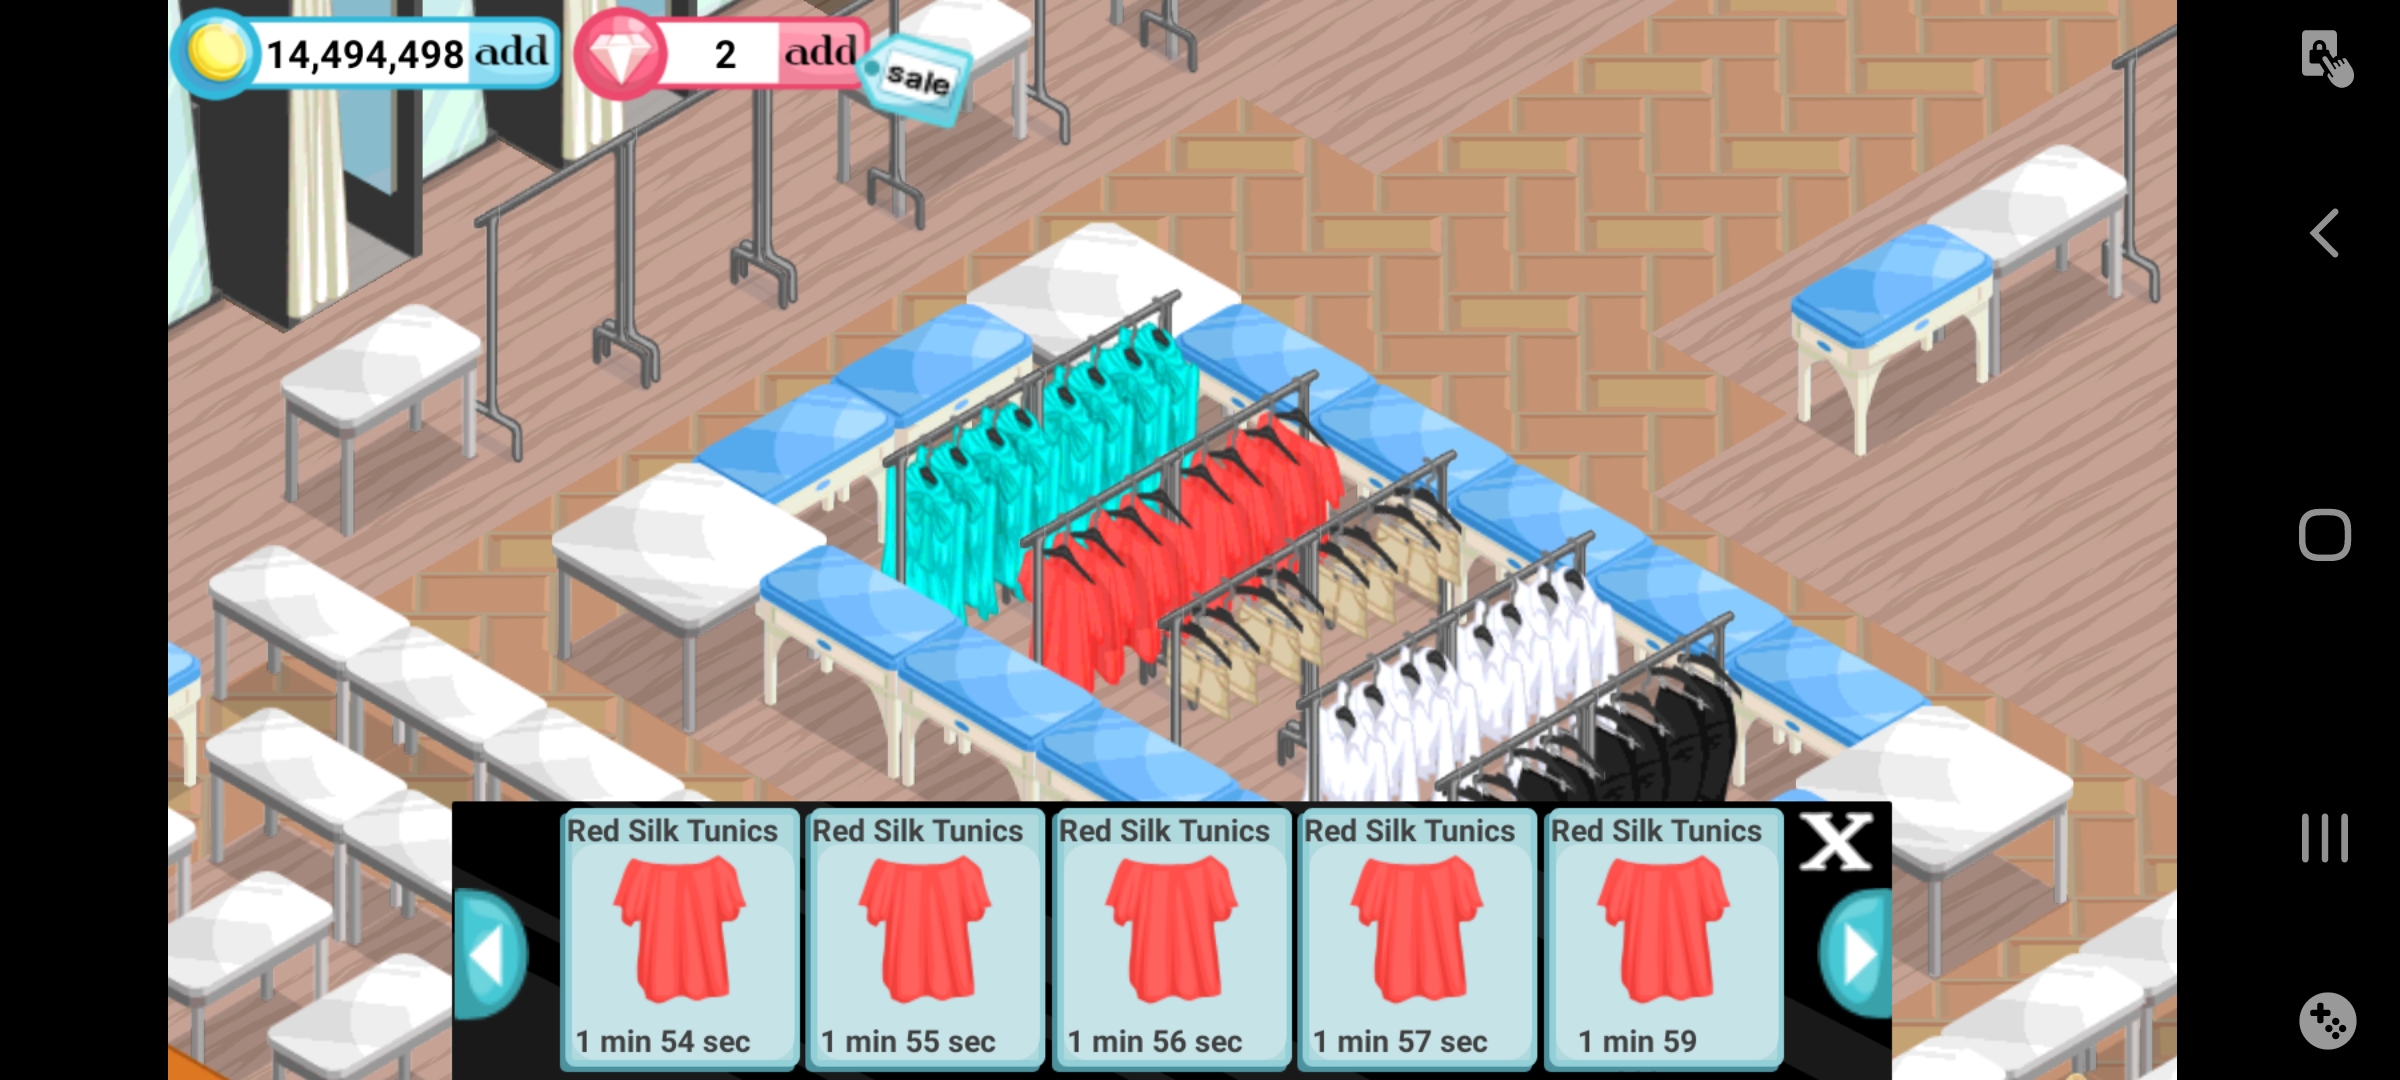 14,494,498 add
2 add
sale
Red Silk Tunics
1 min 54 sec
Red Silk Tunics
1 min 55 sec
Red Silk Tunics
1 min 56 sec
Red Silk Tunics
1 min 57 sec
Red Silk Tunics
1 min 59
X